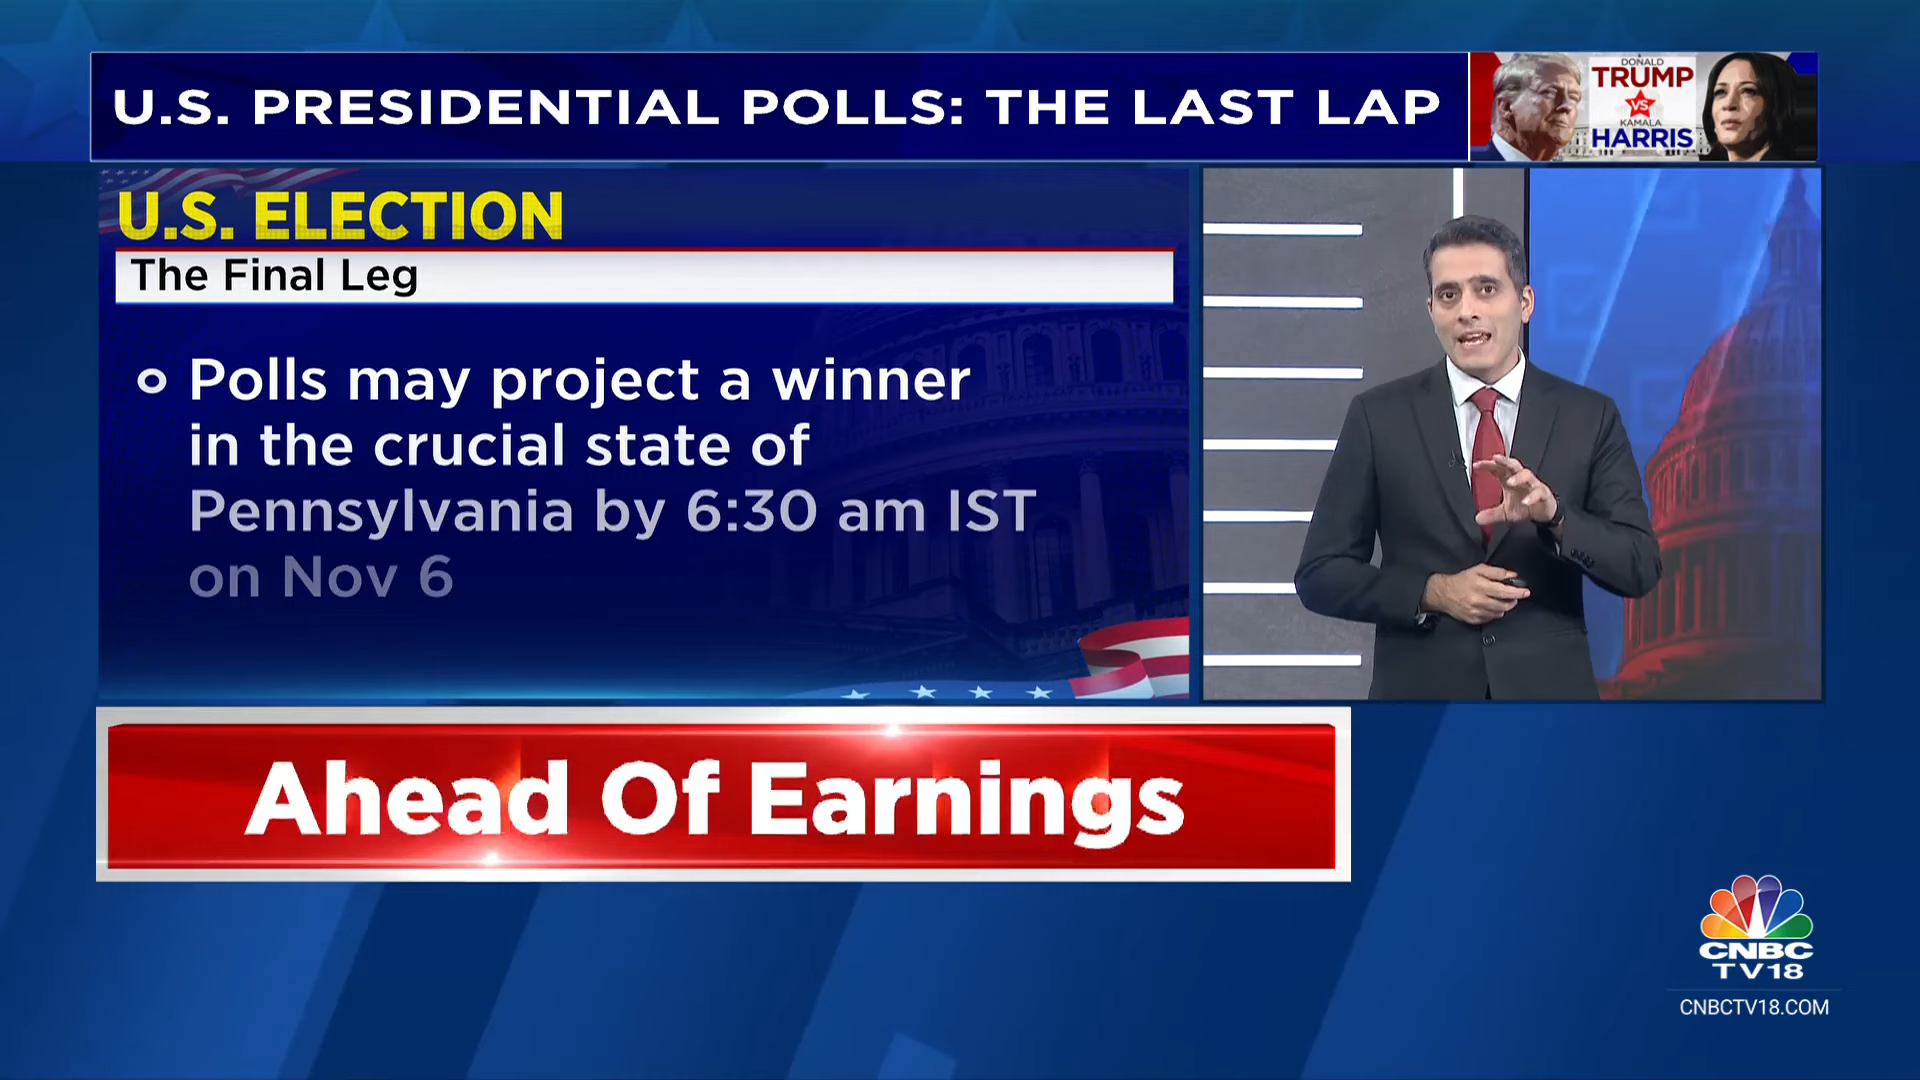 U.S. PRESIDENTIAL POLLS: THE LAST LAP
DONALD
TRUMP
VS
KAMALA
HARRIS
U.S. ELECTION
The Final Leg
Polls may project a winner
in the crucial state of
Pennsylvania by 6:30 am IST
on Nov 6
Ahead Of Earnings
CNBC
TV18
CNBCTV18.COM